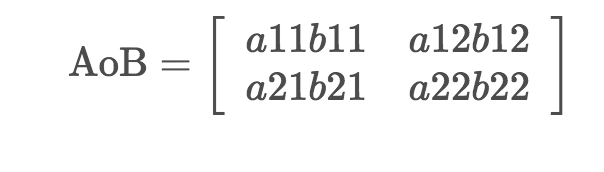 AoB = [ a11b11 a12b12
a21b21 a22b22 ]